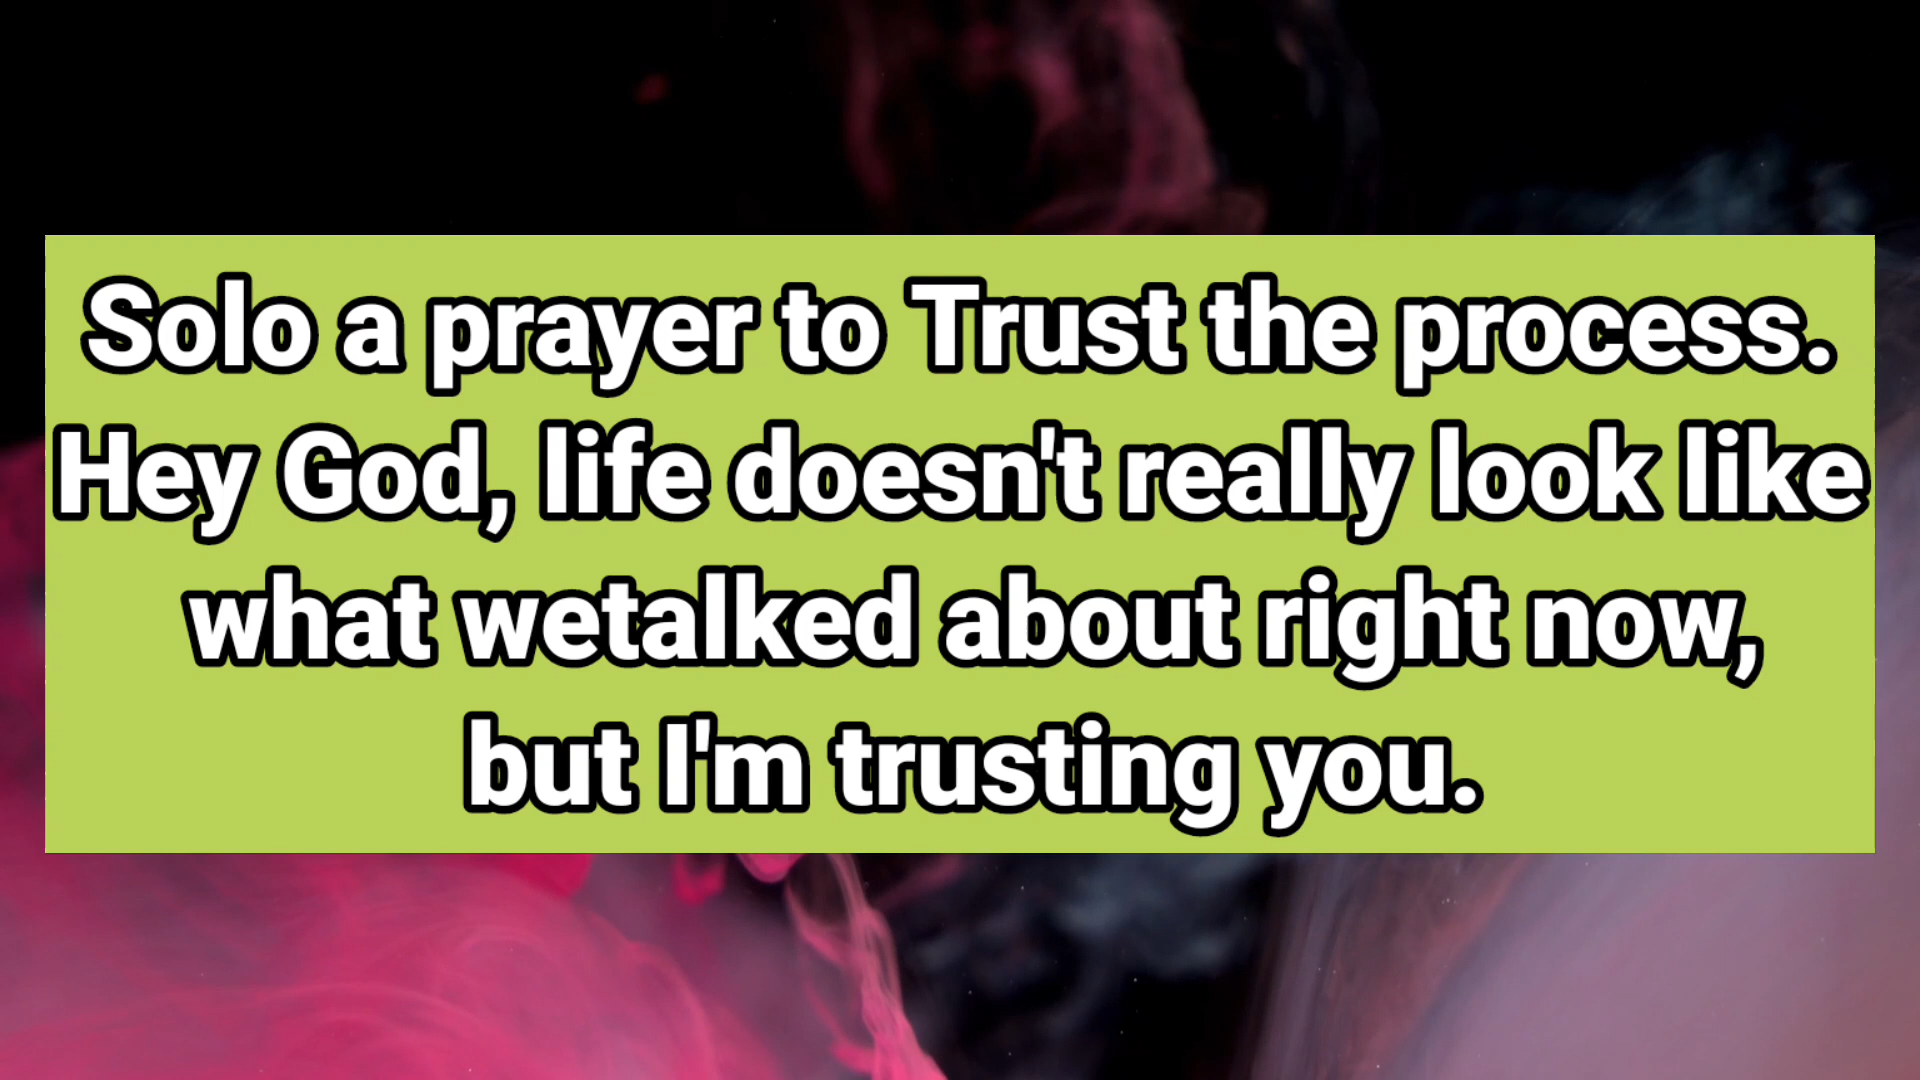 Solo a prayer to Trust the process.
Hey God, life doesn't really look like
what wetalked about right now,
but I'm trusting you.